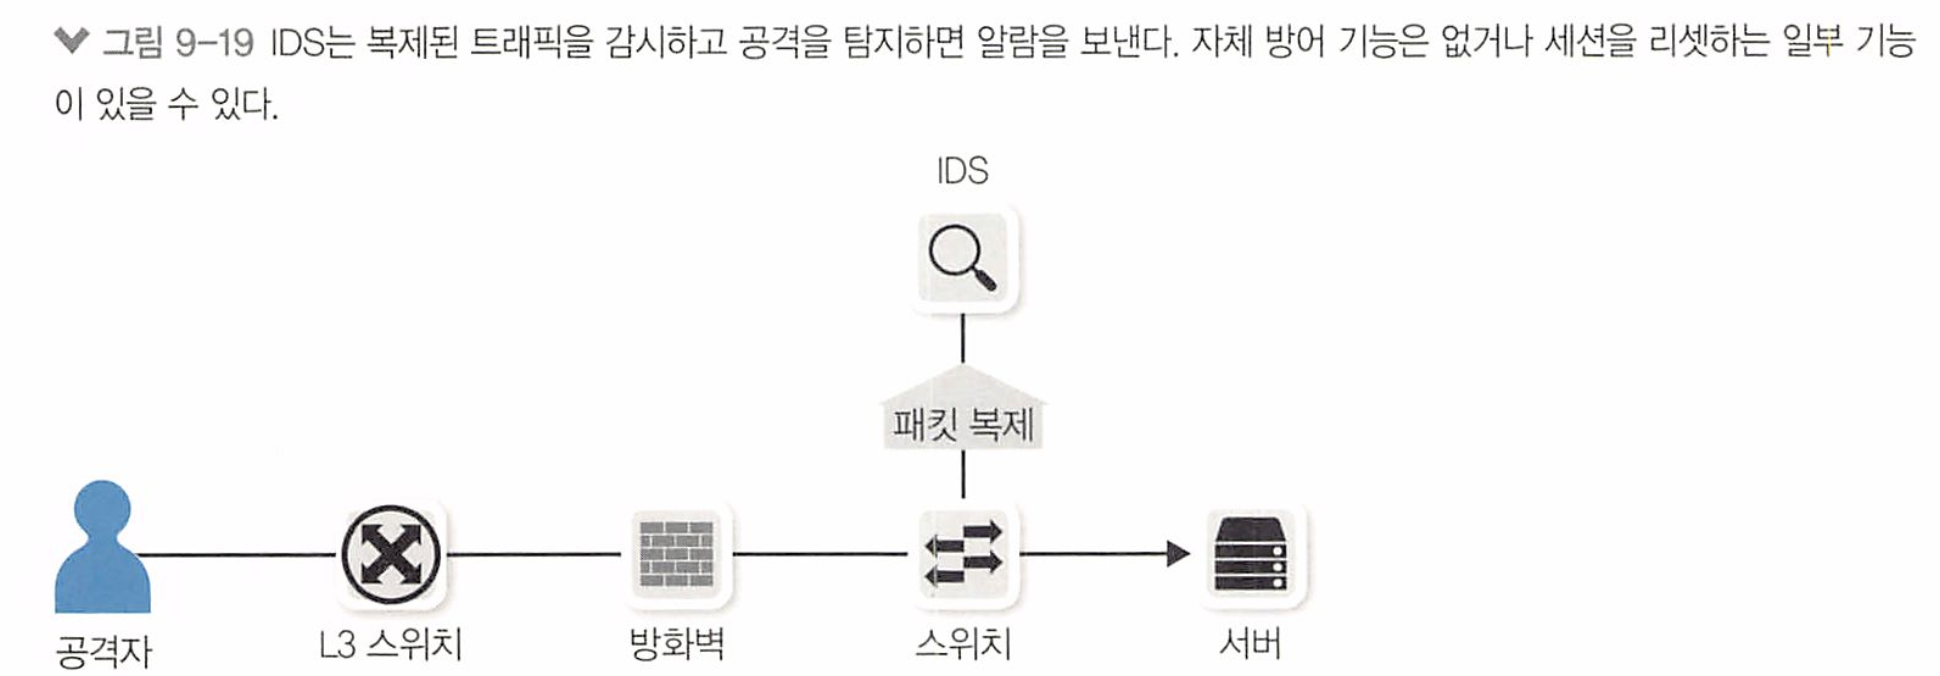 그림 9-19 IDS는 복제된 트래픽을 감시하고 공격을 탐지하면 알람을 보낸다. 자체 방어 기능은 없거나 세션을 리셋하는 일부 기능
이 있을 수 있다.
IDS
패킷 복제
공격자
L3 스위치
방화벽
스위치
서버